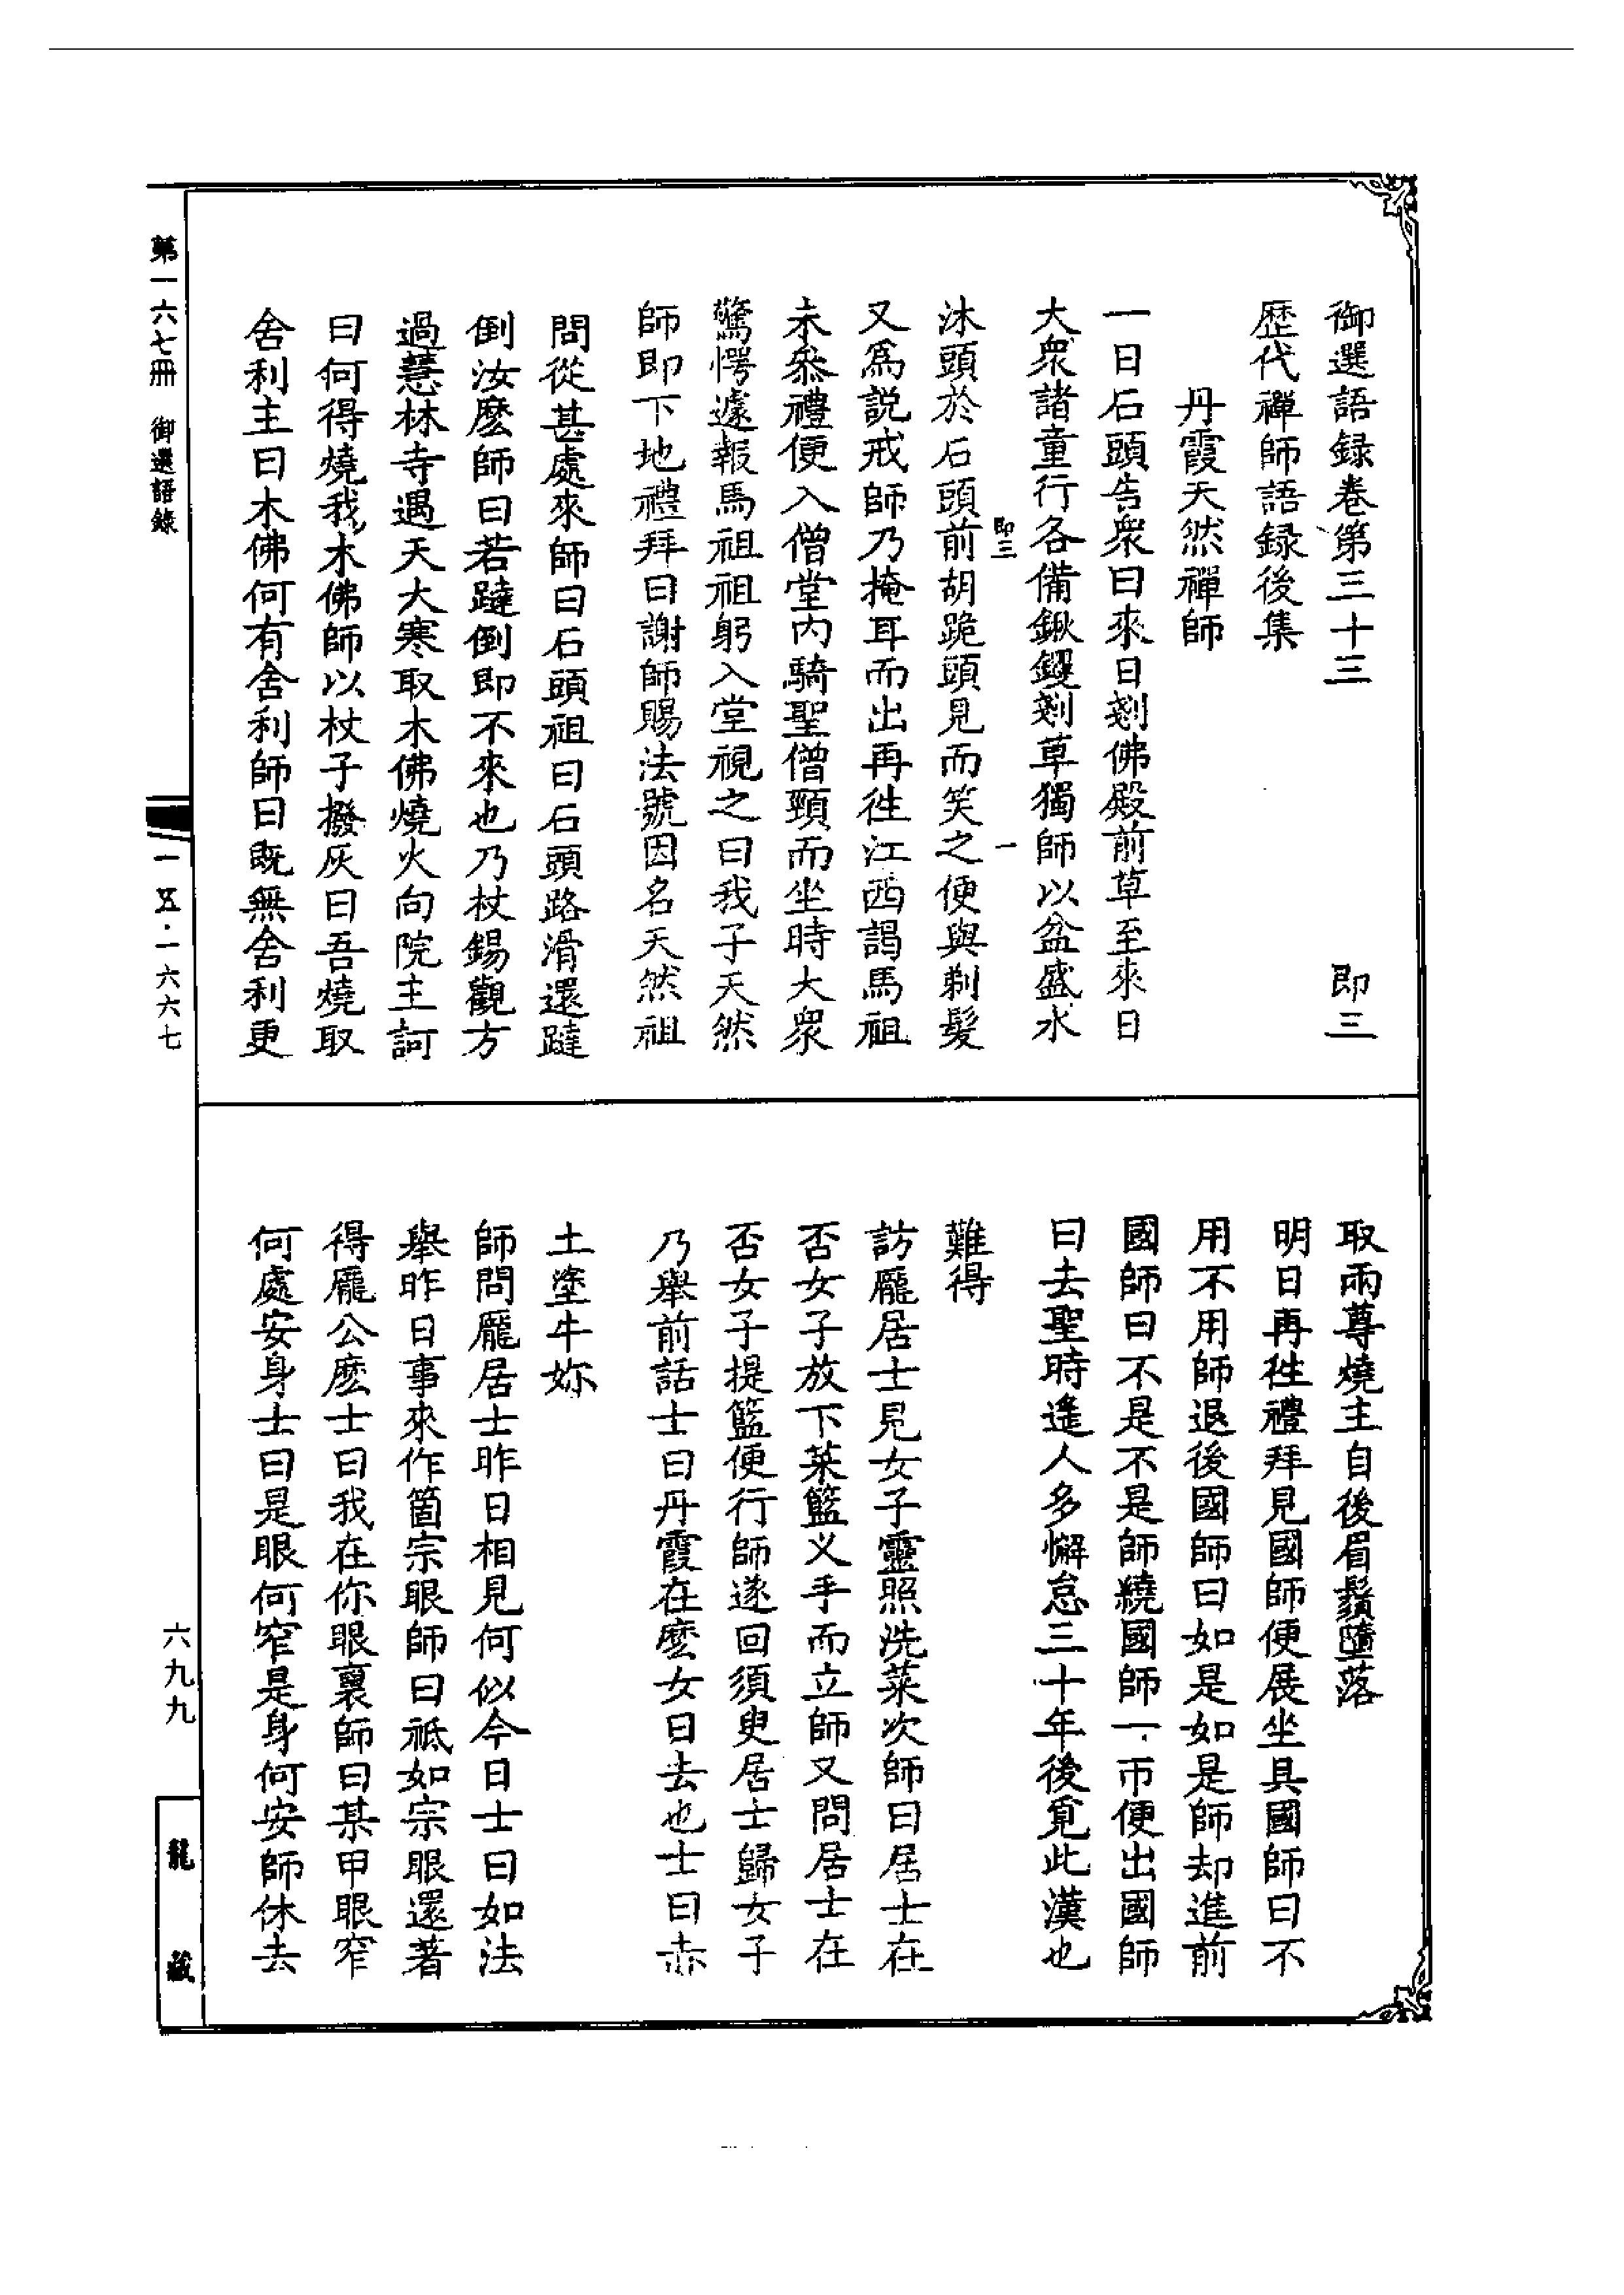 御選語録卷第三十三 即三
歷代禪師語録後集
丹霞天然禪師
一日石頭告衆曰來日剗佛殿前草至來日
大衆諸童行各備鍬钁剗草獨師以盆盛水
沐頭於石頭前胡跪頭見而笑之便與剃髮
即三 一
又爲説戒師乃掩耳而出再徃江西謁馬祖
未叅禮便入僧堂内騎聖僧頸而坐時大衆
驚愕遽報馬祖祖躬入堂視之曰我子天然
師即下地禮拜曰謝師賜法號因名天然祖
問從甚處來師曰石頭祖曰石頭路滑還躂
倒汝麽師曰若躂倒即不來也乃杖錫觀方
過慧林寺遇天大寒取木佛燒火向院主訶
曰何得燒我木佛師以杖子撥灰曰吾燒取
舍利主曰木佛何有舍利師曰既無舍利更
取兩尊燒主自後眉鬚墮落
明日再徃禮拜見國師便展坐具國師曰不
用不用師退後國師曰如是如是師却進前
國師曰不是不是師繞國師一帀便出國師
曰去聖時遙人多懈怠三十年後覓此漢也
難得
訪龐居士見女子靈照洗菜次師曰居士在
否女子放下菜籃义手而立師又問居士在
否女子提籃便行師遂回須臾居士歸女子
乃舉前話士曰丹霞在麽女曰去也士曰赤
土塗牛妳
師問龐居士昨日相見何似今日士曰如法
舉昨日事來作箇宗眼師曰祇如宗眼還著
得龐公麽士曰我在你眼裏師曰某甲眼窄
何處安身士曰是眼何窄是身何安師休去
第一六七冊 御選語錄
一五·一六六七
六九九
龍藏